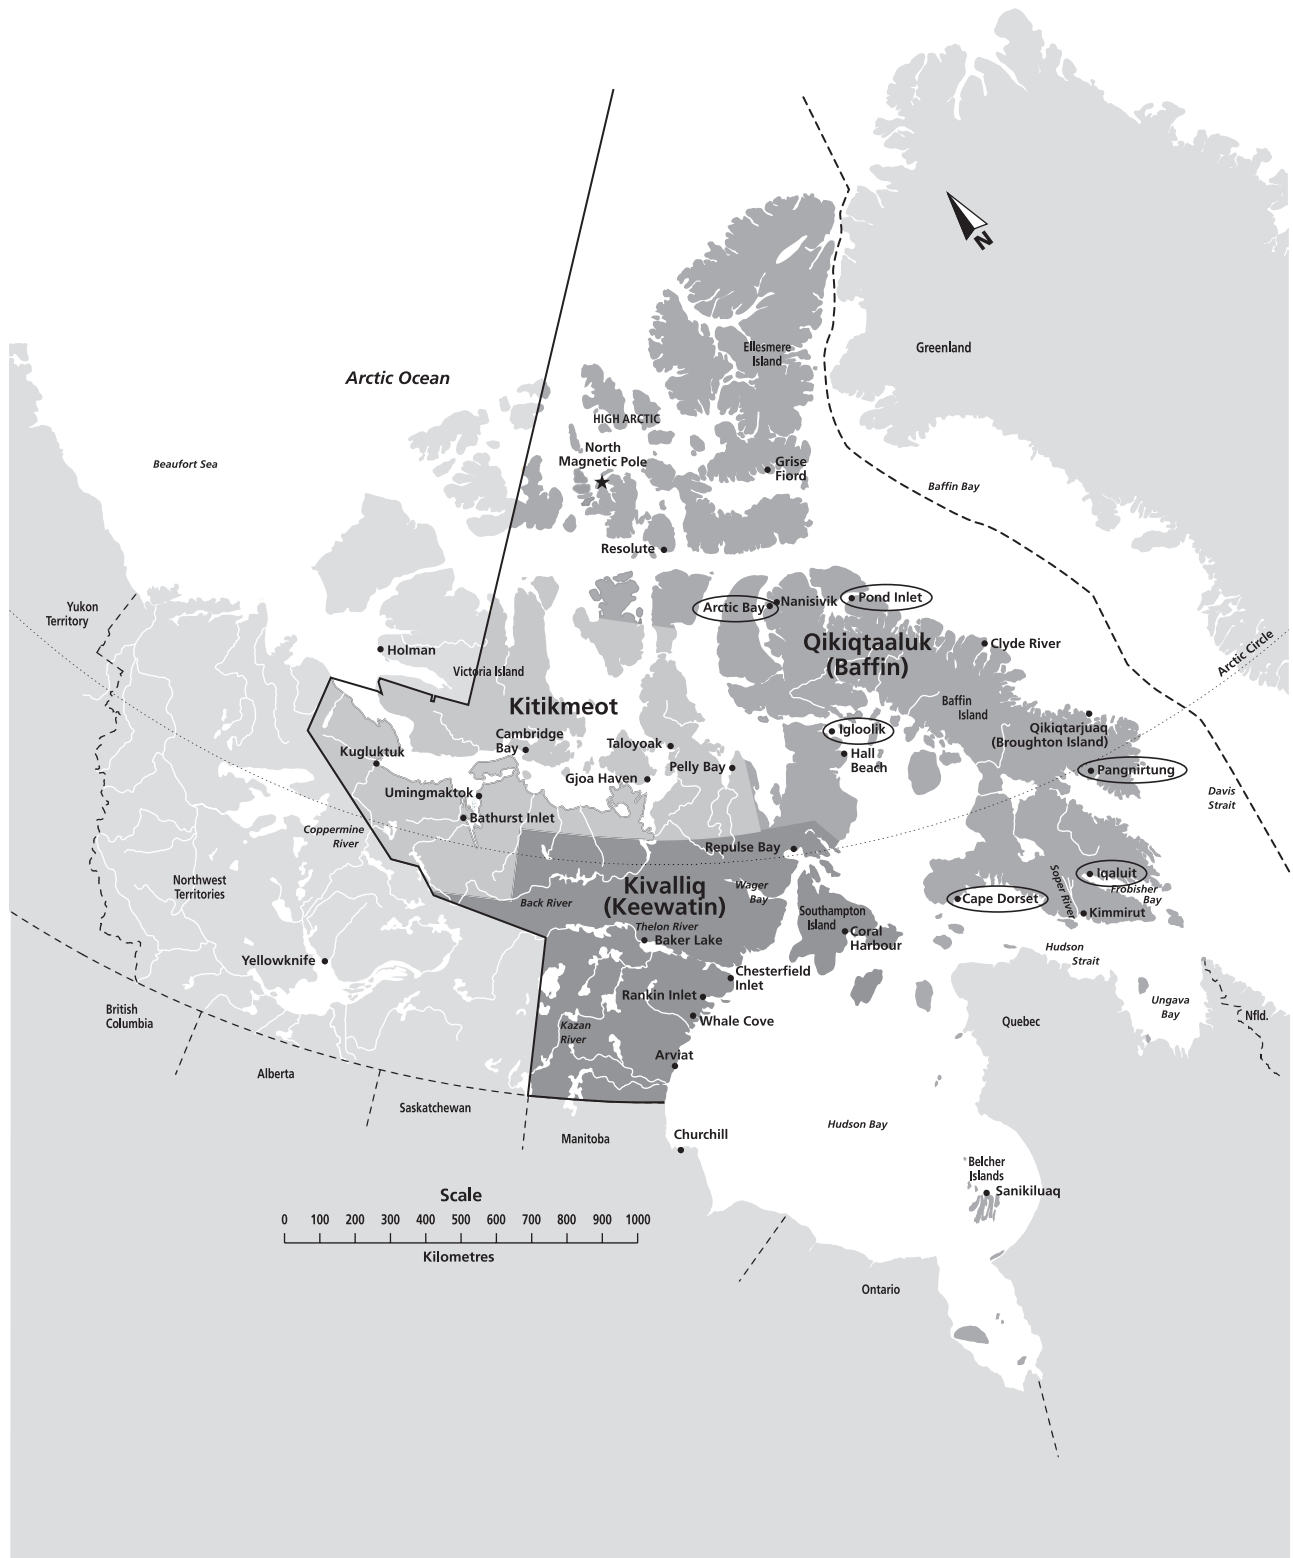 N
Greenland
Ellesmere
Island
Arctic Ocean
HIGH ARCTIC
North
Magnetic Pole
Grise
Fiord
Beaufort Sea
Baffin Bay
Resolute
Yukon
Territory
Arctic Bay
Nanisivik
Pond Inlet
Qikiqtaaluk
(Baffin)
Clyde River
Arctic Circle
Holman
Victoria Island
Kitikmeot
Baffin
Island
Cambridge
Bay
Taloyoak
Igloolik
Qikiqtarjuaq
(Broughton Island)
Kugluktuk
Hall
Beach
Pelly Bay
Pangnirtung
Gjoa Haven
Umingmaktok
Davis
Strait
Bathurst Inlet
Coppermine
River
Repulse Bay
Northwest
Territories
Kivalliq
(Keewatin)
Wager
Bay
Soper River
Iqaluit
Frobisher
Bay
Back River
Cape Dorset
Kimmirut
Southampton
Island
Thelon River
Baker Lake
Coral
Harbour
Hudson
Strait
Yellowknife
Chesterfield
Inlet
Rankin Inlet
Ungava
Bay
British
Columbia
Whale Cove
Quebec
Nfld.
Kazan
River
Arviat
Alberta
Saskatchewan
Manitoba
Churchill
Hudson Bay
Belcher
Islands
Sanikiluaq
Scale
0 100 200 300 400 500 600 700 800 900 1000
Kilometres
Ontario